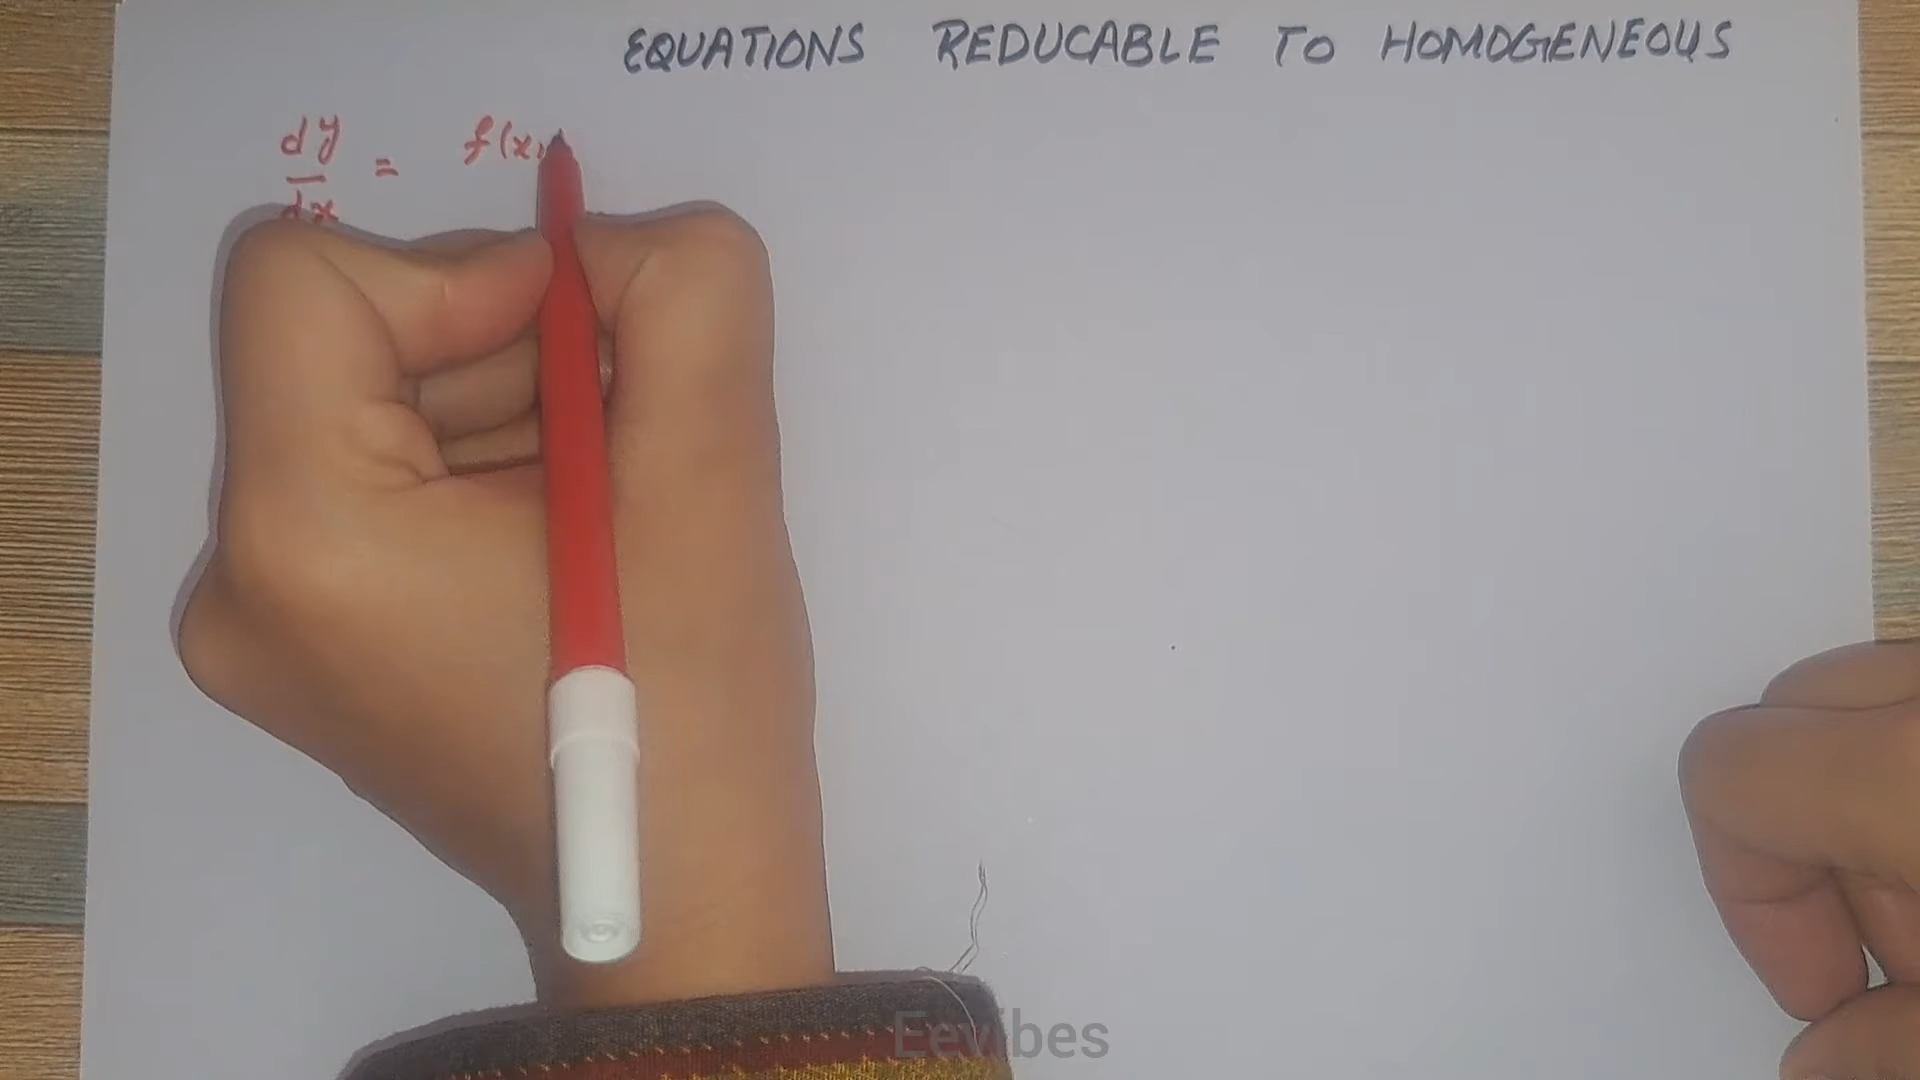 EQUATIONS REDUCABLE TO HOMOGENEOUS
dy/dx = f(x,
Eevibes